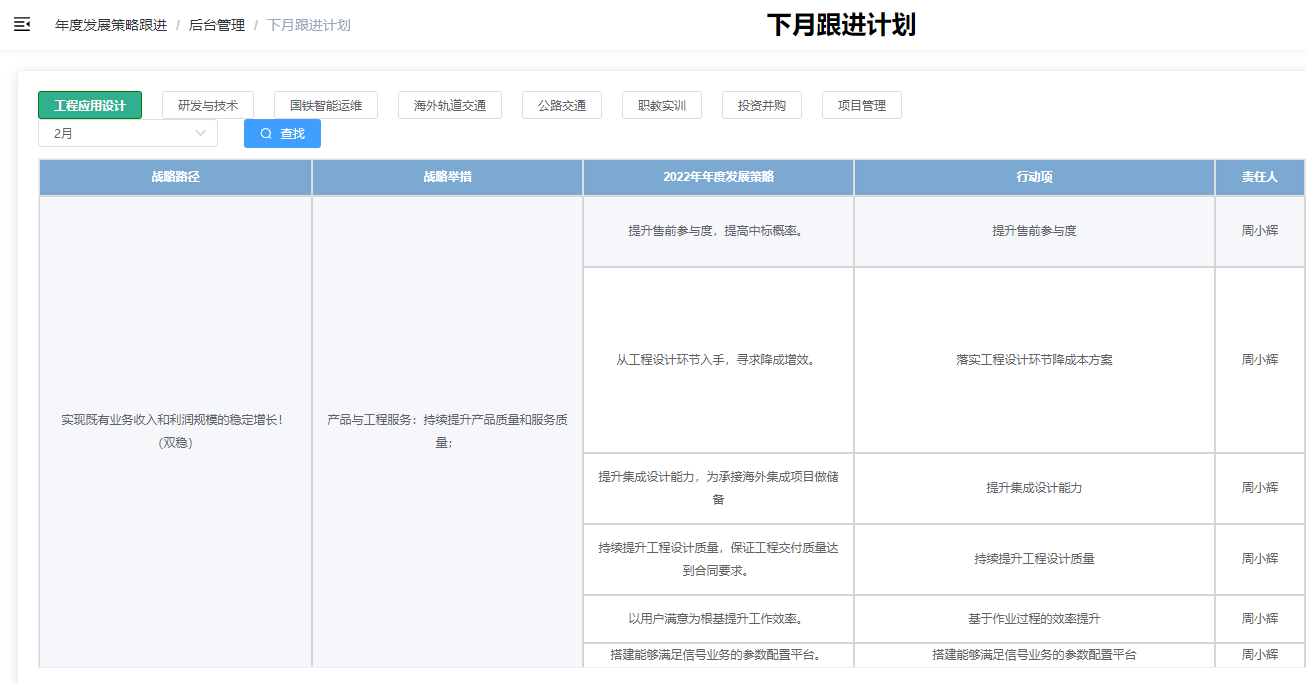 年度发展策略跟进 / 后台管理 / 下月跟进计划
下月跟进计划
工程应用设计 研发与技术 国铁智能运维 海外轨道交通 公路交通 职教实训 投资并购 项目管理
2月 查找
战略路径 战略举措 2022年年度发展策略 行动项 责任人
提升售前参与度，提高中标概率。 提升售前参与度 周小辉
从工程设计环节入手，寻求降成增效。 落实工程设计环节降成本方案 周小辉
实现既有业务收入和利润规模的稳定增长！
（双稳）
产品与工程服务：持续提升产品质量和服务质
量；
提升集成设计能力，为承接海外集成项目做储
备
提升集成设计能力 周小辉
持续提升工程设计质量，保证工程交付质量达
到合同要求。
持续提升工程设计质量 周小辉
以用户满意为根基提升工作效率。 基于作业过程的效率提升 周小辉
搭建能够满足信号业务的参数配置平台。 搭建能够满足信号业务的参数配置平台 周小辉